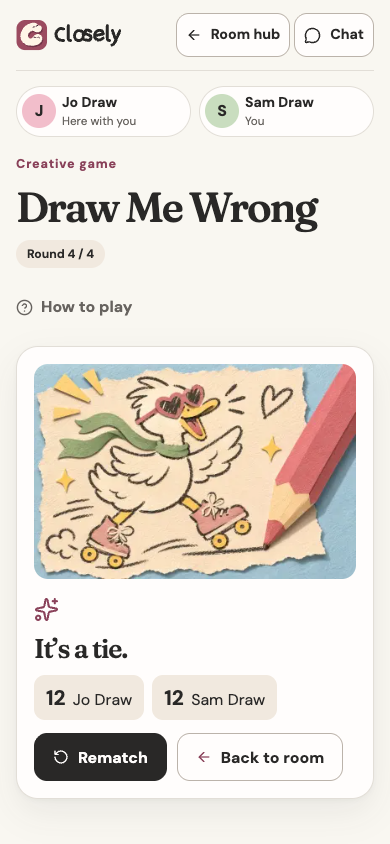 Closely
Room hub
Chat
J
Jo Draw
Here with you
S
Sam Draw
You
Creative game
Draw Me Wrong
Round 4 / 4
? How to play
It's a tie.
12 Jo Draw
12 Sam Draw
Rematch
Back to room